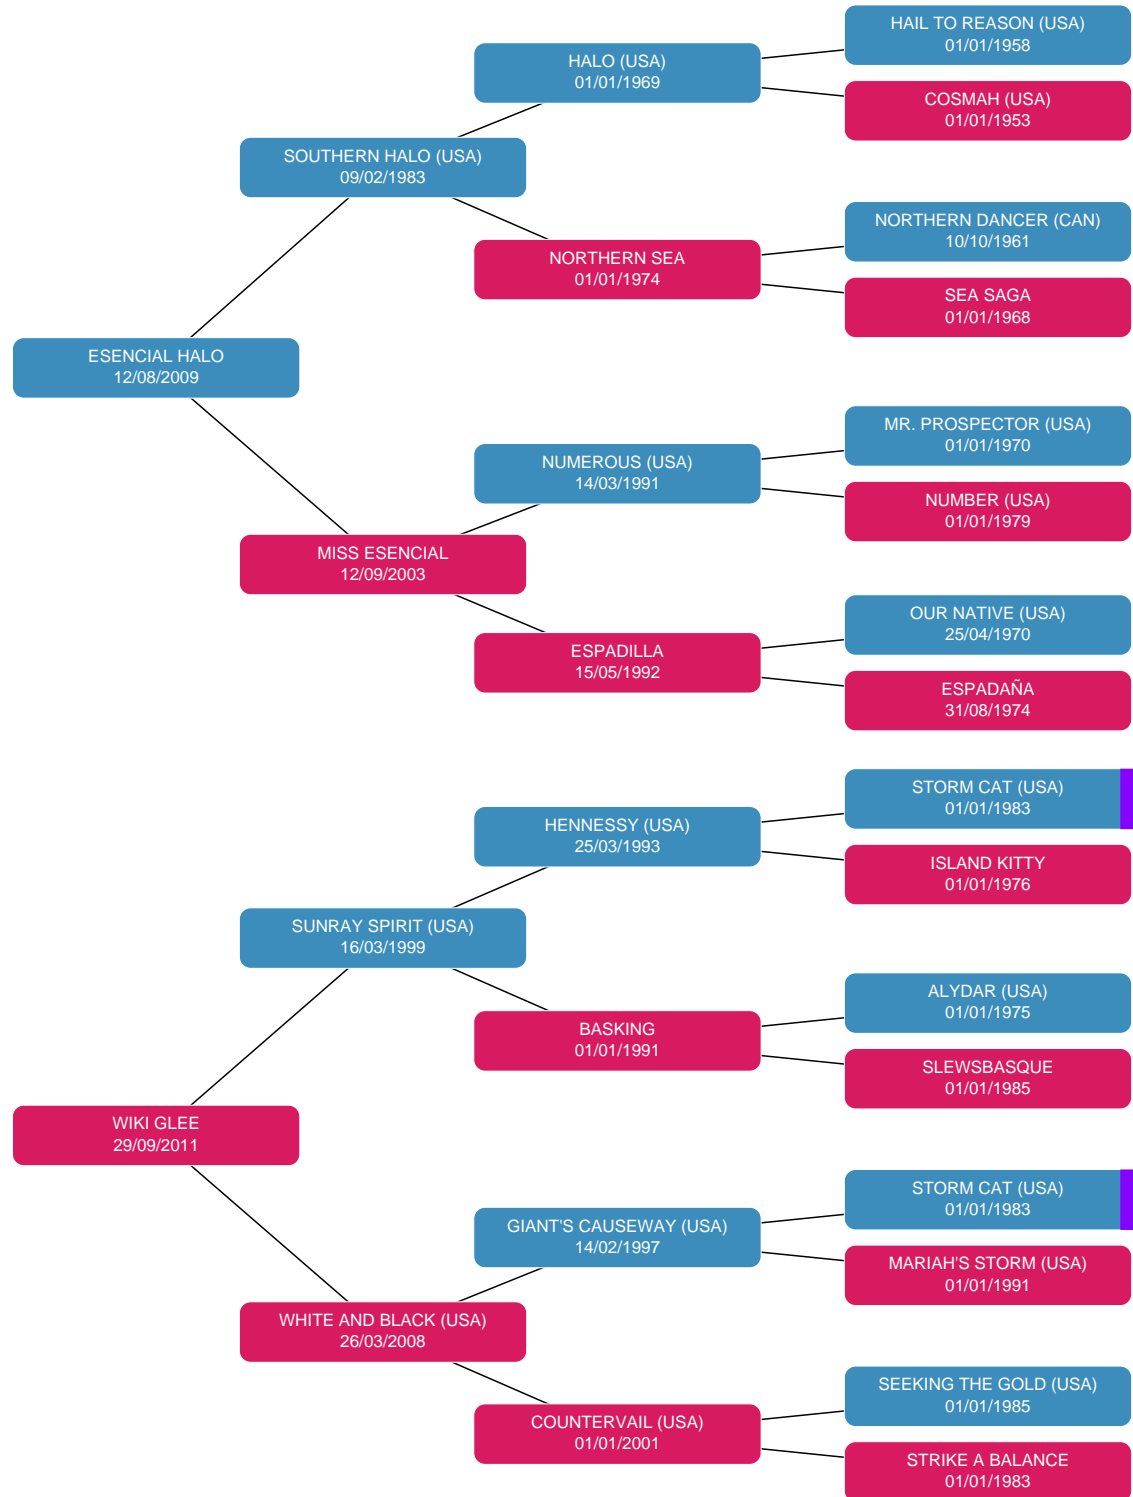 HAIL TO REASON (USA)
01/01/1958
HALO (USA)
01/01/1969
COSMAH (USA)
01/01/1953
SOUTHERN HALO (USA)
09/02/1983
NORTHERN DANCER (CAN)
10/10/1961
NORTHERN SEA
01/01/1974
SEA SAGA
01/01/1968
ESENCIAL HALO
12/08/2009
MR. PROSPECTOR (USA)
01/01/1970
NUMEROUS (USA)
14/03/1991
NUMBER (USA)
01/01/1979
MISS ESENCIAL
12/09/2003
OUR NATIVE (USA)
25/04/1970
ESPADILLA
15/05/1992
ESPADAÑA
31/08/1974
STORM CAT (USA)
01/01/1983
HENNESSY (USA)
25/03/1993
ISLAND KITTY
01/01/1976
SUNRAY SPIRIT (USA)
16/03/1999
ALYDAR (USA)
01/01/1975
BASKING
01/01/1991
SLEWSBASQUE
01/01/1985
WIKI GLEE
29/09/2011
STORM CAT (USA)
01/01/1983
GIANT'S CAUSEWAY (USA)
14/02/1997
MARIAH'S STORM (USA)
01/01/1991
WHITE AND BLACK (USA)
26/03/2008
SEEKING THE GOLD (USA)
01/01/1985
COUNTERVAIL (USA)
01/01/2001
STRIKE A BALANCE
01/01/1983